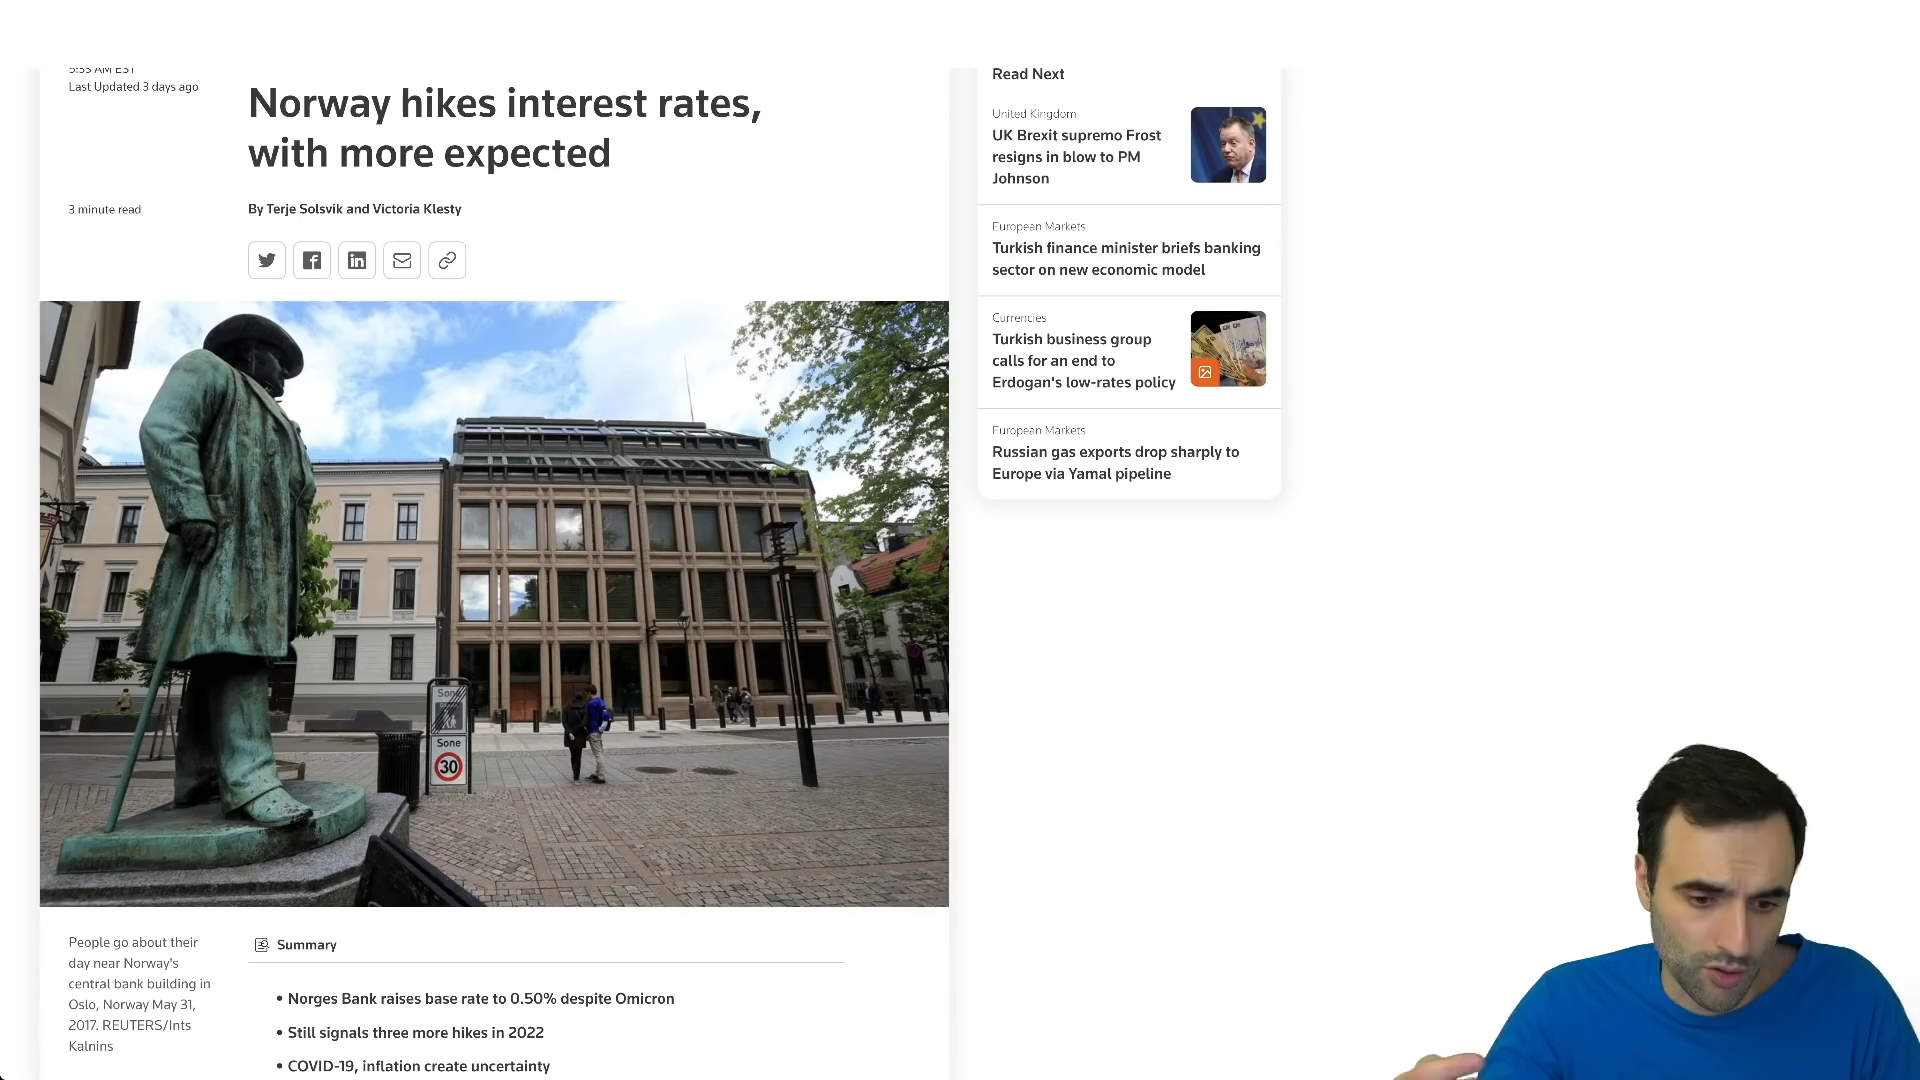 5:55 AM EST
Last Updated 3 days ago
Norway hikes interest rates,
with more expected
3 minute read
By Terje Solsvik and Victoria Klesty
Sone
Sone
30
People go about their
day near Norway's
central bank building in
Oslo, Norway May 31,
2017. REUTERS/Ints
Kalnins
Summary
• Norges Bank raises base rate to 0.50% despite Omicron
• Still signals three more hikes in 2022
• COVID-19, inflation create uncertainty
Read Next
United Kingdom
UK Brexit supremo Frost
resigns in blow to PM
Johnson
European Markets
Turkish finance minister briefs banking
sector on new economic model
Currencies
Turkish business group
calls for an end to
Erdogan's low-rates policy
European Markets
Russian gas exports drop sharply to
Europe via Yamal pipeline